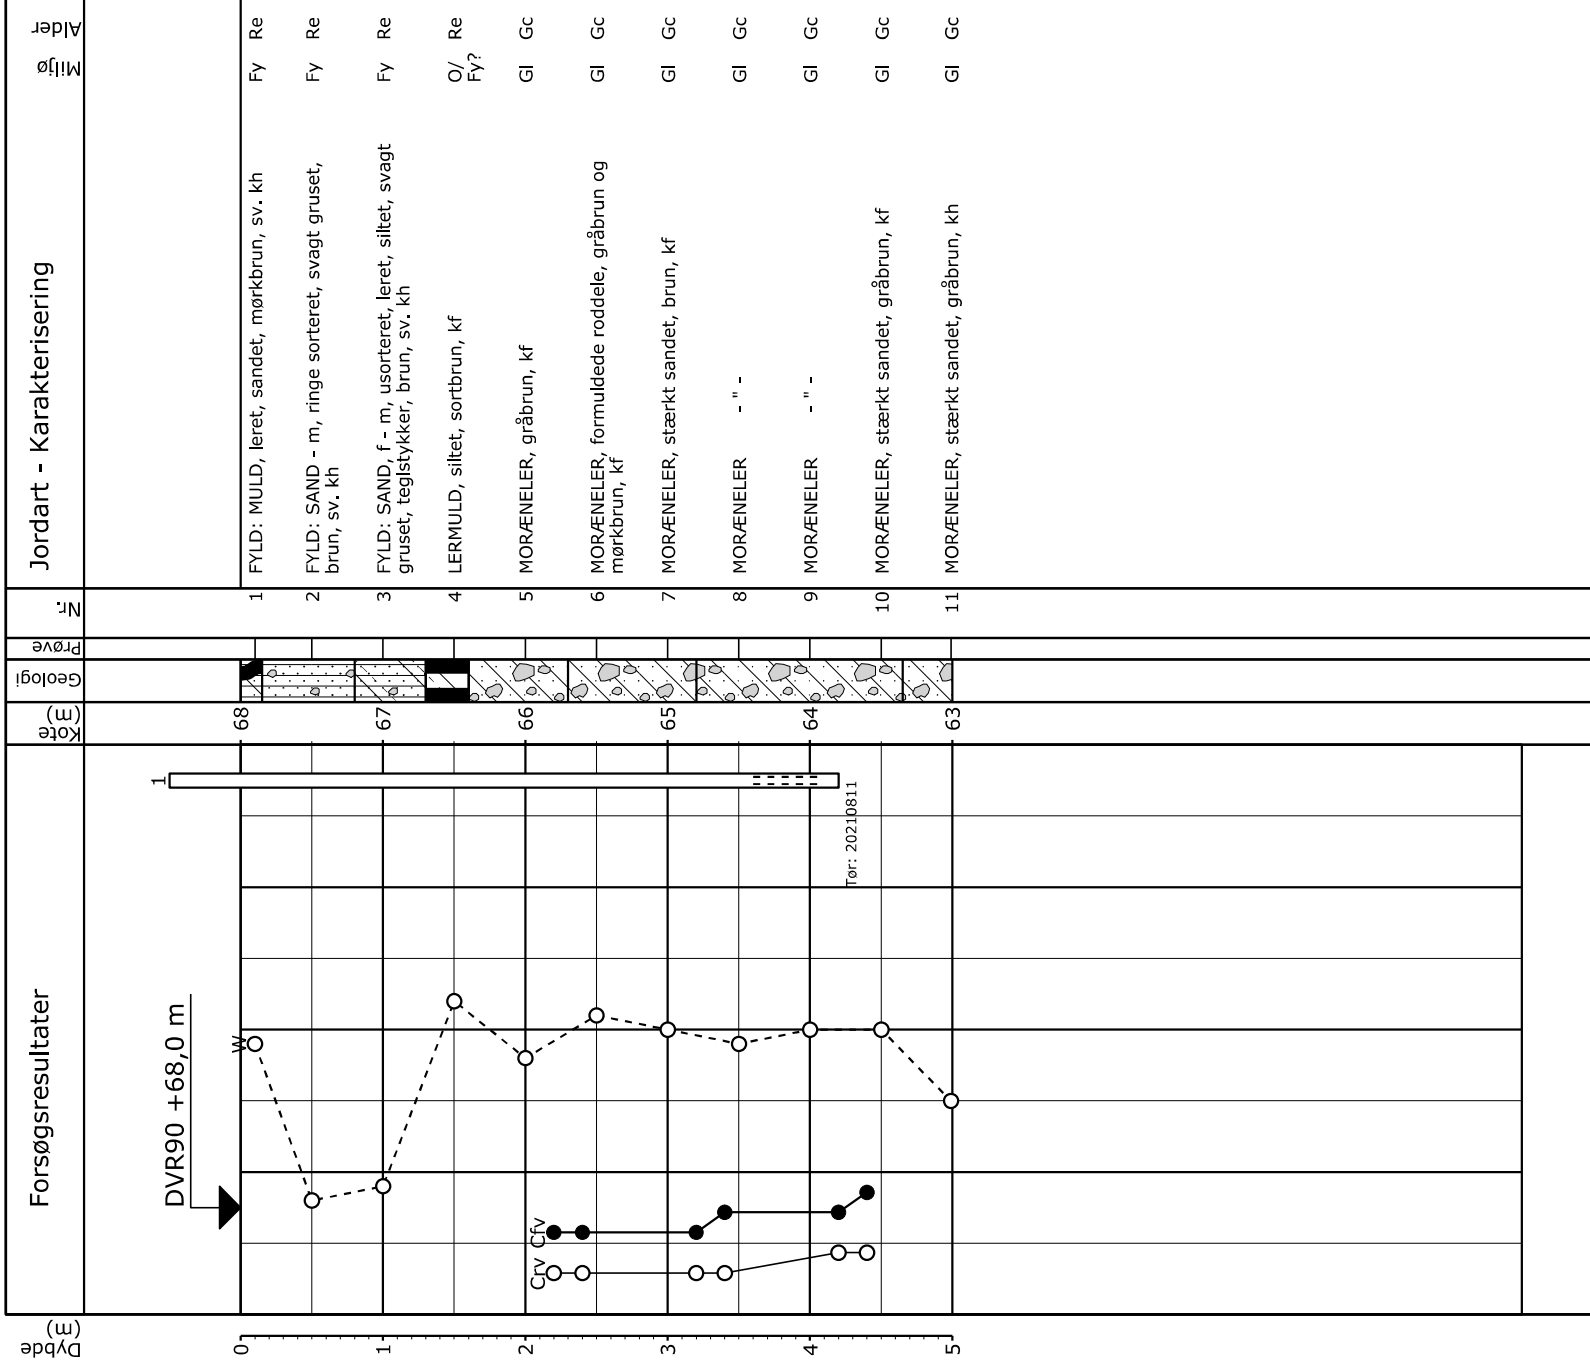 Dybde
(m)
Forsøgsresultater
Kote
(m)
Geologi
Prøve
Nr.
Jordart - Karakterisering
Miljø
Alder
DVR90 +68,0 m
W
1
0
68
1 FYLD: MULD, leret, sandet, mørkbrun, sv. kh Fy Re
2 FYLD: SAND - m, ringe sorteret, svagt gruset, Fy Re
brun, sv. kh
1
67
3 FYLD: SAND, f - m, usorteret, leret, siltet, svagt Fy Re
gruset, teglstykker, brun, sv. kh
4 LERMULD, siltet, sortbrun, kf O/ Re
Fy?
2
66
5 MORÆNELER, gråbrun, kf Gl Gc
Crv Cfv
6 MORÆNELER, formuldede roddele, gråbrun og Gl Gc
mørkbrun, kf
3
65
7 MORÆNELER, stærkt sandet, brun, kf Gl Gc
8 MORÆNELER - " - Gl Gc
4
64
9 MORÆNELER - " - Gl Gc
Tør: 20210811
10 MORÆNELER, stærkt sandet, gråbrun, kf Gl Gc
5
63
11 MORÆNELER, stærkt sandet, gråbrun, kh Gl Gc